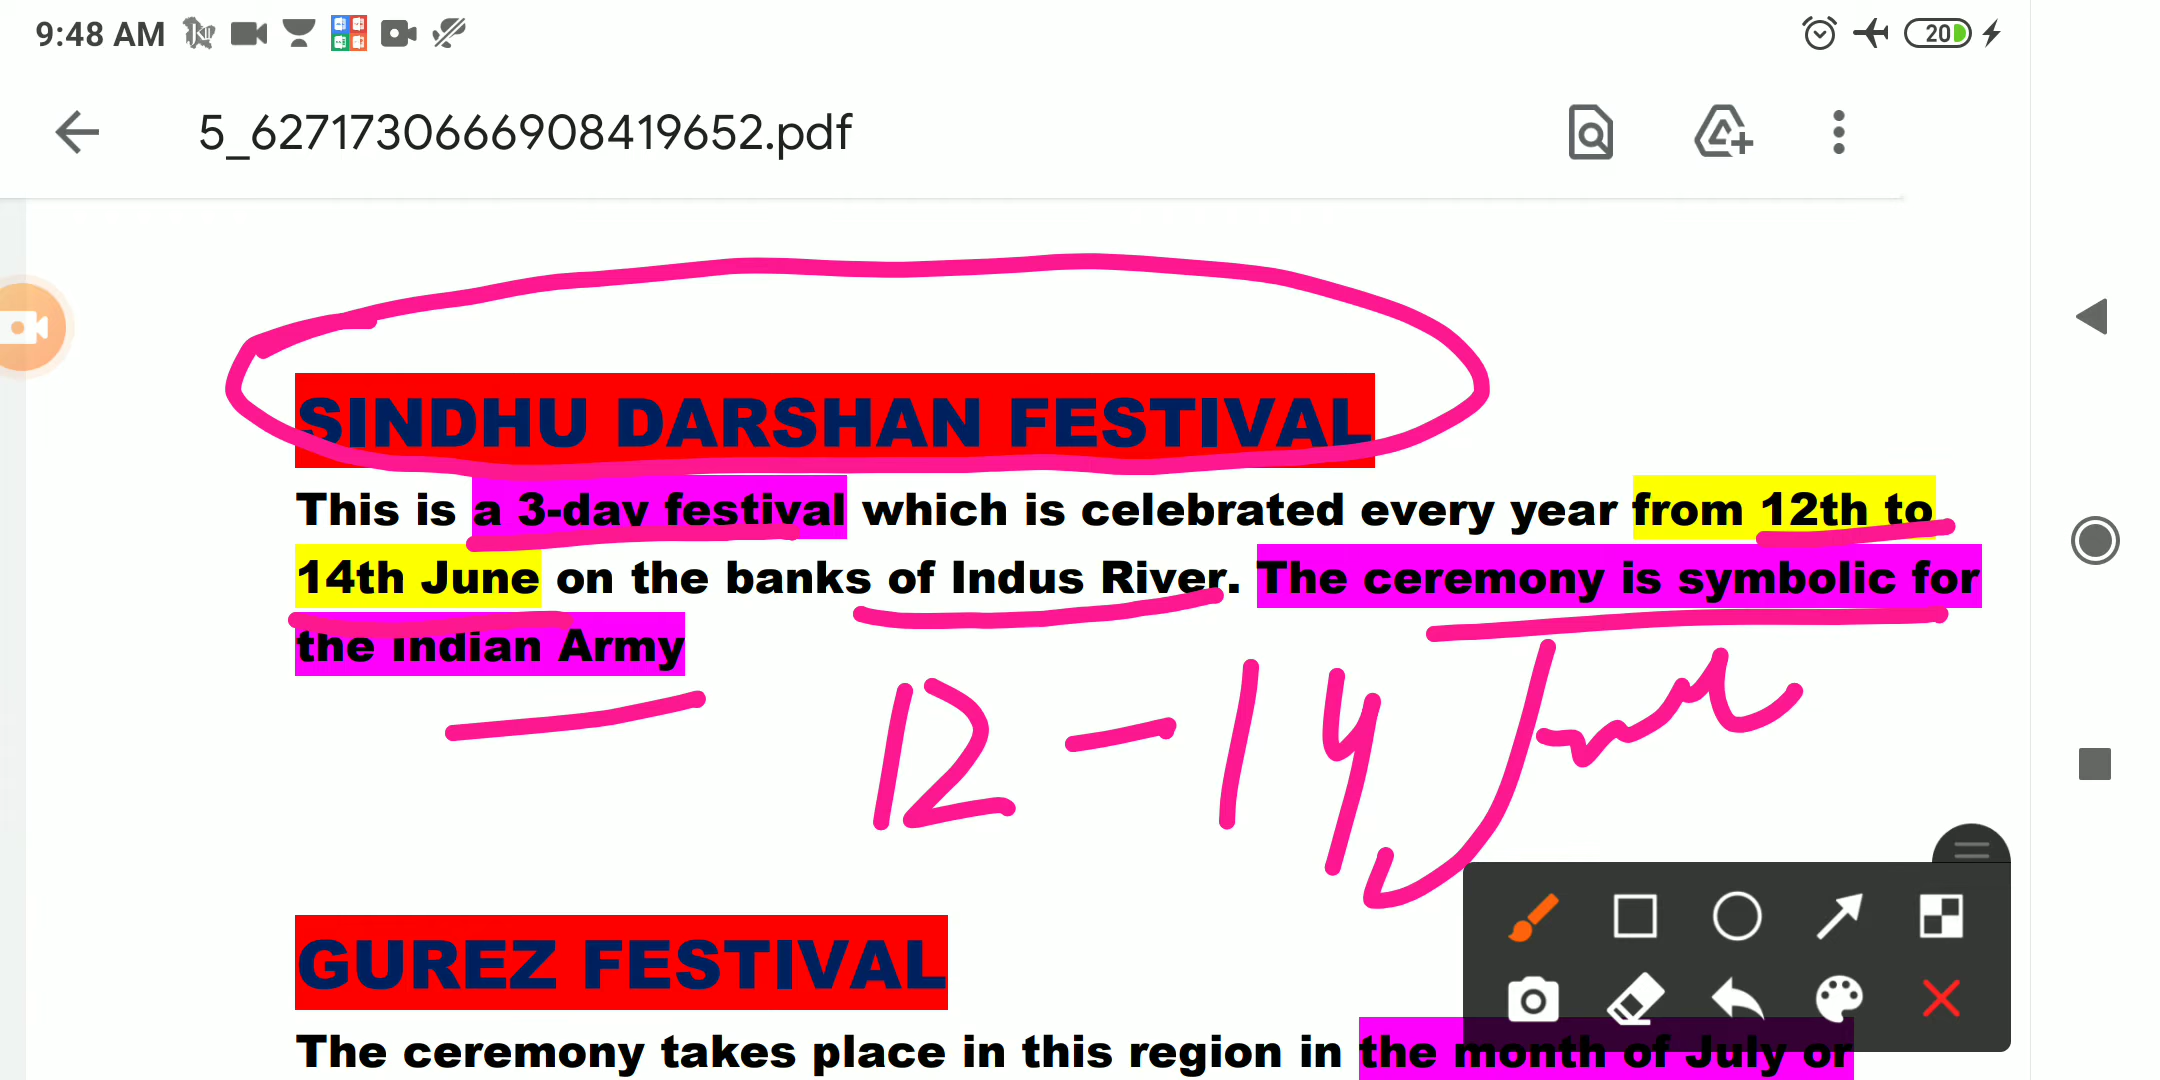 9:48 AM
20
5_6271730666908419652.pdf
SINDHU DARSHAN FESTIVAL
This is a 3-day festival which is celebrated every year from 12th to
14th June on the banks of Indus River. The ceremony is symbolic for
the Indian Army
12-14 June
GUREZ FESTIVAL
The ceremony takes place in this region in the month of July or